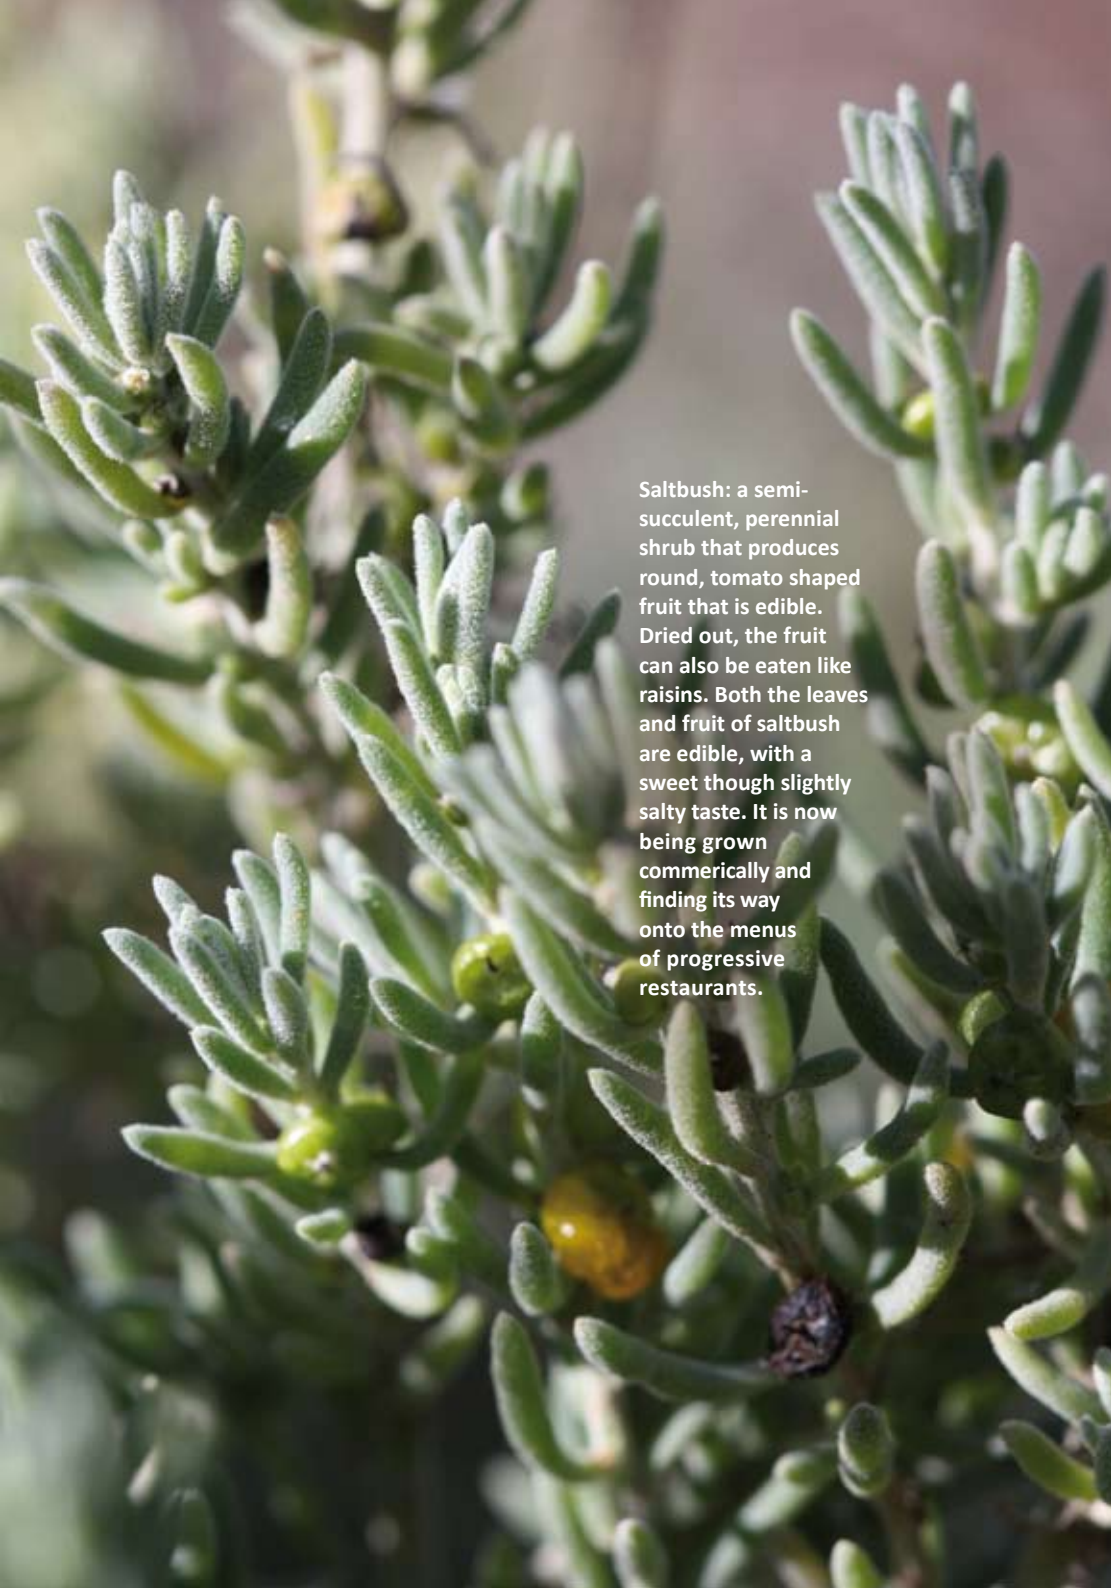 Saltbush: a semi-
succulent, perennial
shrub that produces
round, tomato shaped
fruit that is edible.
Dried out, the fruit
can also be eaten like
raisins. Both the leaves
and fruit of saltbush
are edible, with a
sweet though slightly
salty taste. It is now
being grown
commerically and
finding its way
onto the menus
of progressive
restaurants.